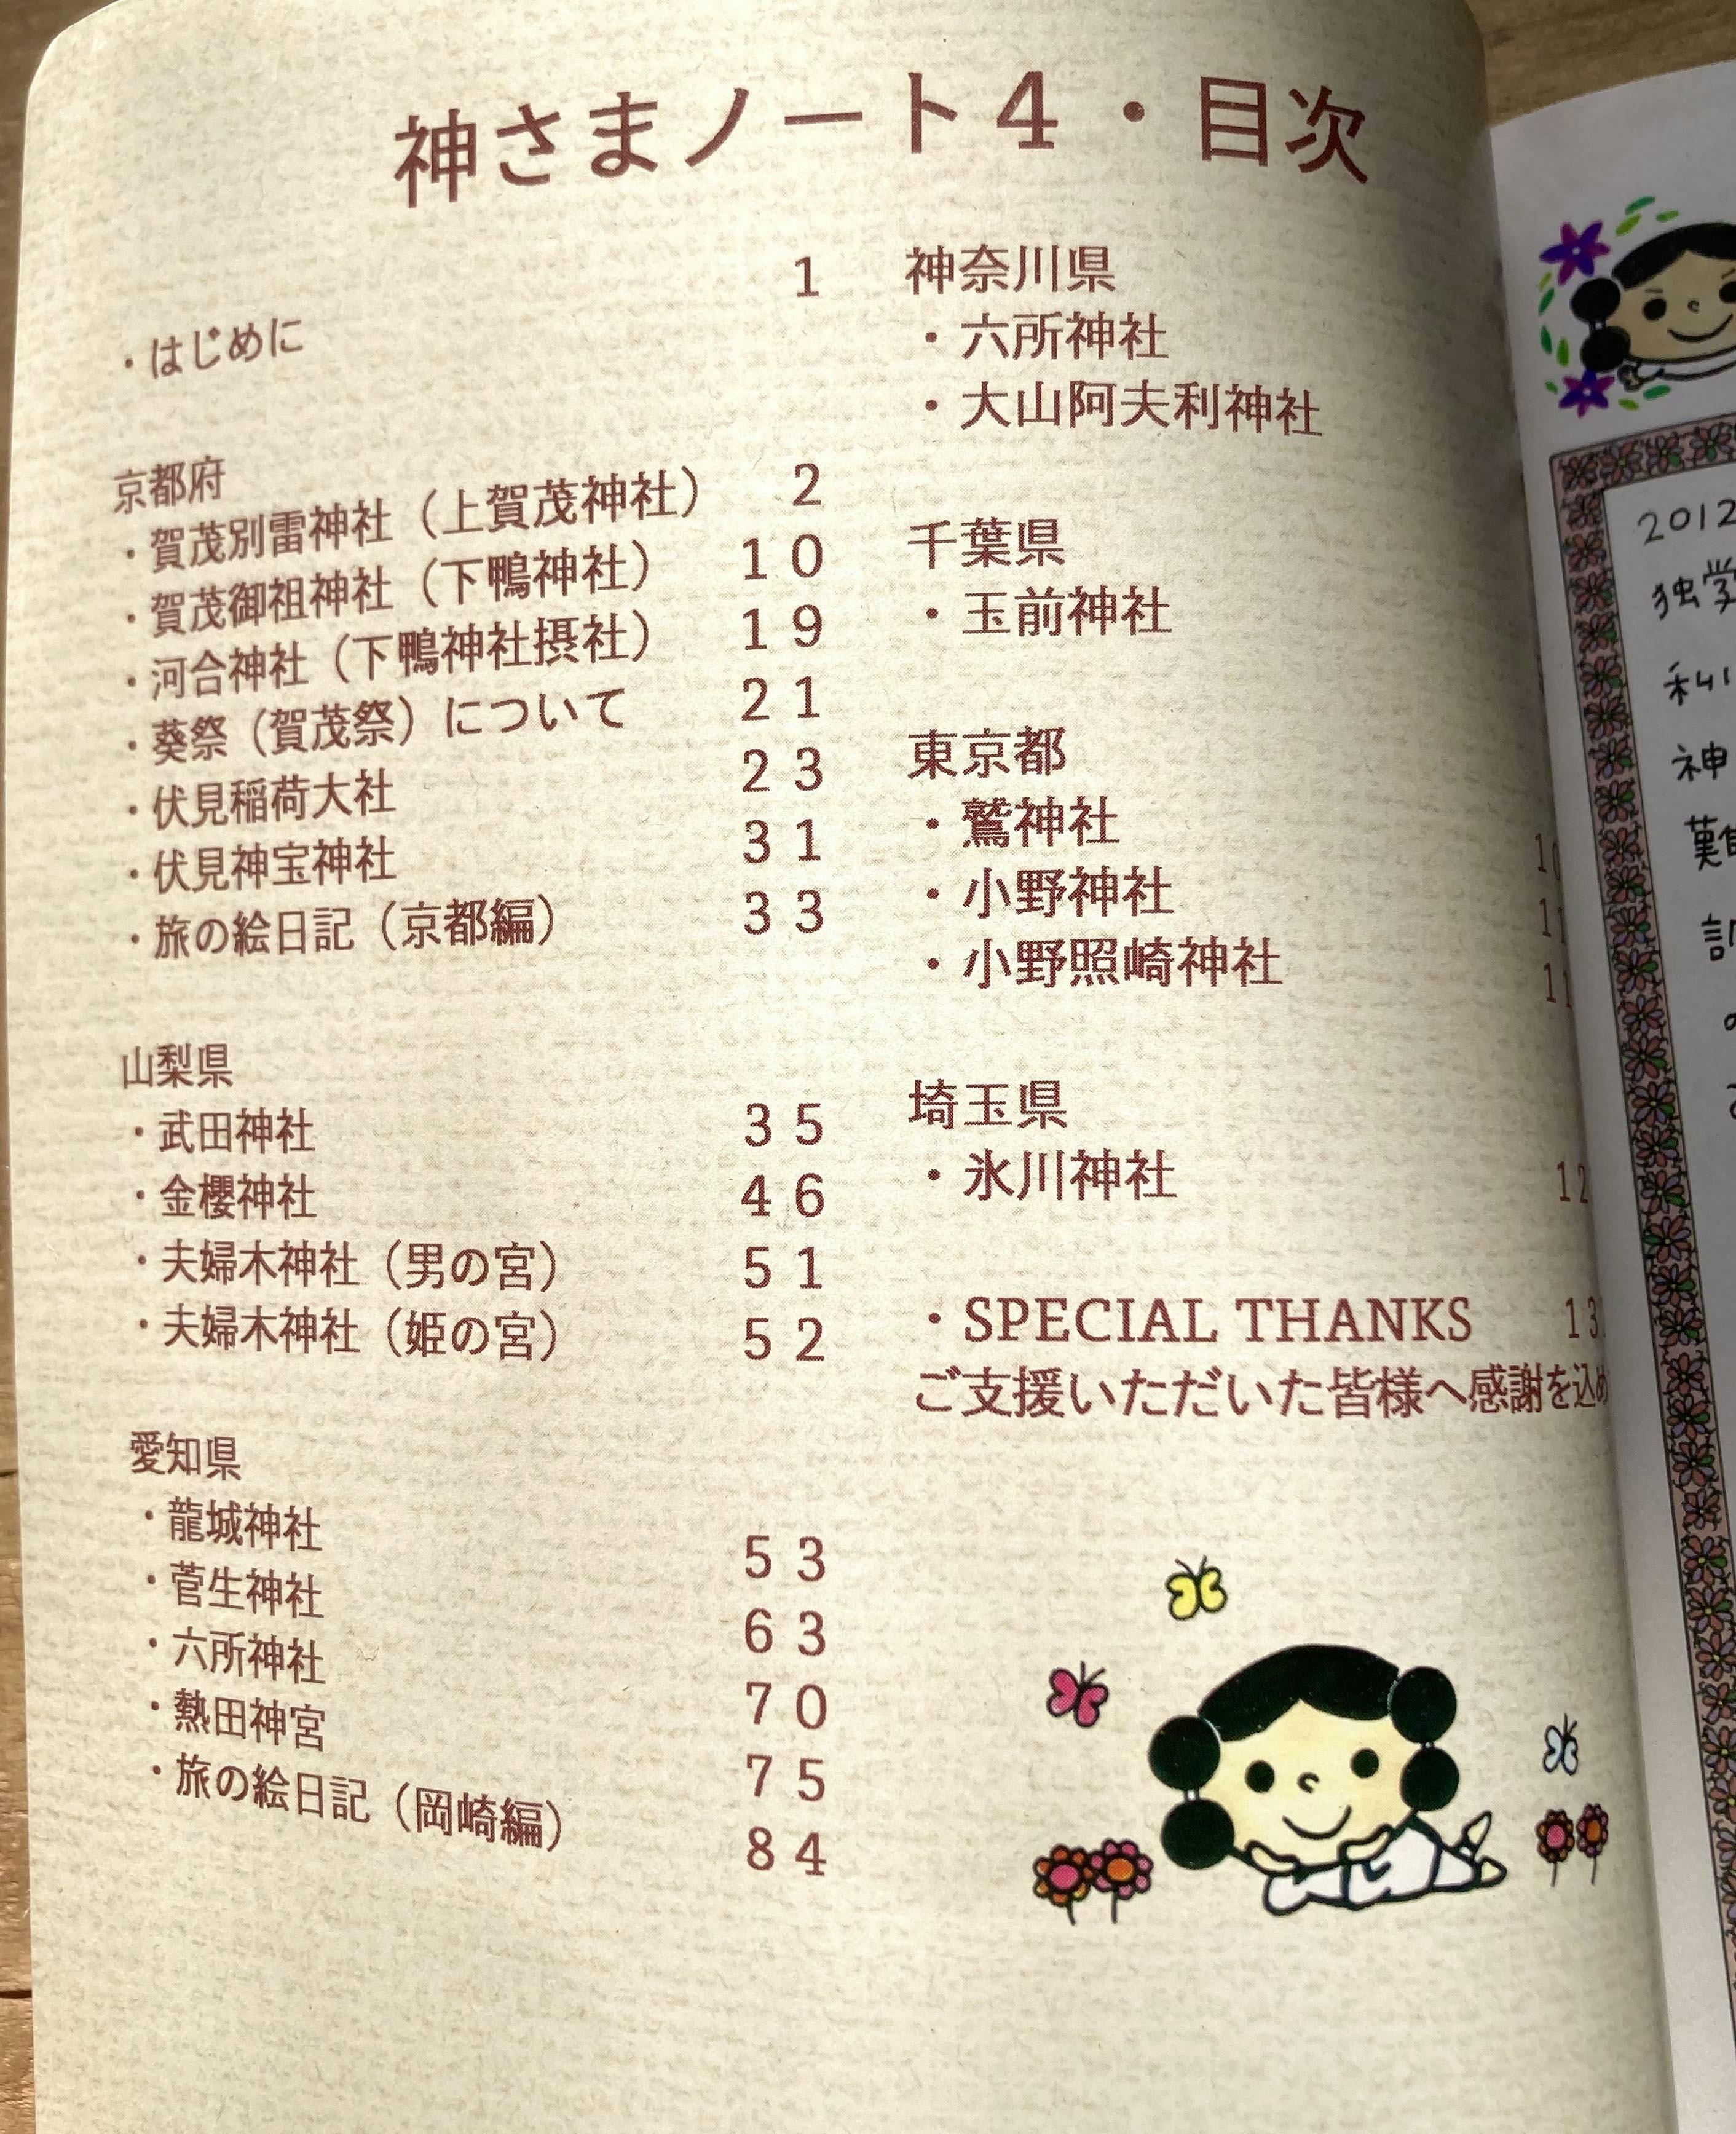 神さまノート４・目次
・はじめに 1
京都府
・賀茂別雷神社（上賀茂神社） 2
・賀茂御祖神社（下鴨神社） 10
・河合神社（下鴨神社摂社） 19
・葵祭（賀茂祭）について 21
・伏見稲荷大社 23
・伏見神宝神社 31
・旅の絵日記（京都編） 33
山梨県
・武田神社 35
・金櫻神社 46
・夫婦木神社（男の宮） 51
・夫婦木神社（姫の宮） 52
愛知県
・龍城神社 53
・菅生神社 63
・六所神社 70
・熱田神宮 75
・旅の絵日記（岡崎編） 84
神奈川県
・六所神社
・大山阿夫利神社
千葉県
・玉前神社
東京都
・鷲神社
・小野神社
・小野照崎神社
埼玉県
・氷川神社
・SPECIAL THANKS
ご支援いただいた皆様へ感謝を込め
2012
独学
神